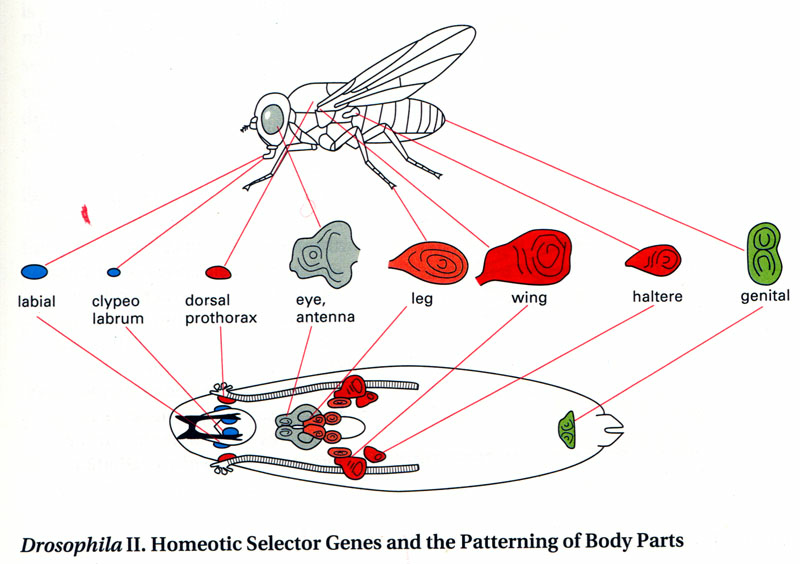 labial
clypeo
labrum
dorsal
prothorax
eye,
antenna
leg
wing
haltere
genital
Drosophila II. Homeotic Selector Genes and the Patterning of Body Parts